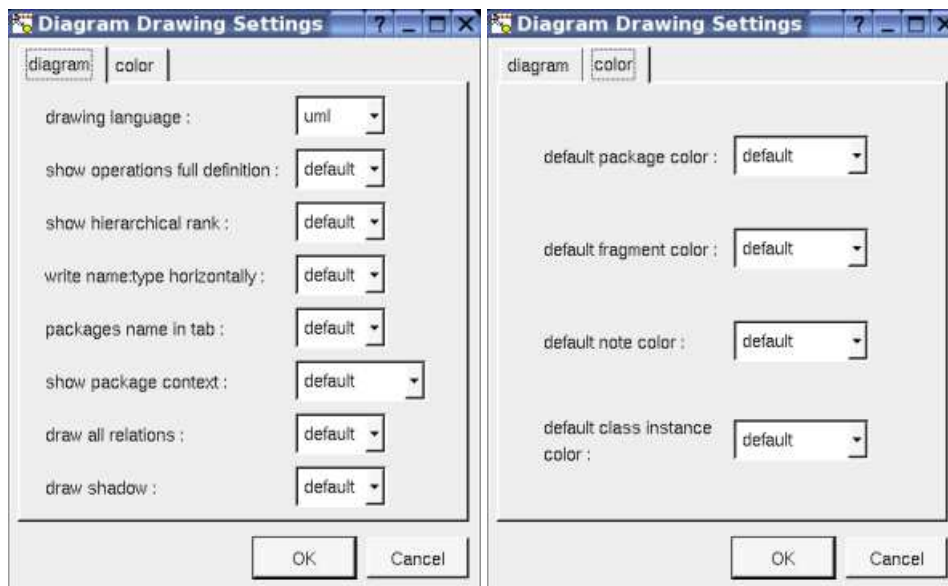 Diagram Drawing Settings
diagram
color
drawing language :
uml
show operations full definition :
default
show hierarchical rank :
default
write name:type horizontally :
default
packages name in tab :
default
show package context :
default
draw all relations :
default
draw shadow :
default
OK
Cancel
Diagram Drawing Settings
diagram
color
default package color :
default
default fragment color :
default
default note color :
default
default class instance
color :
default
OK
Cancel